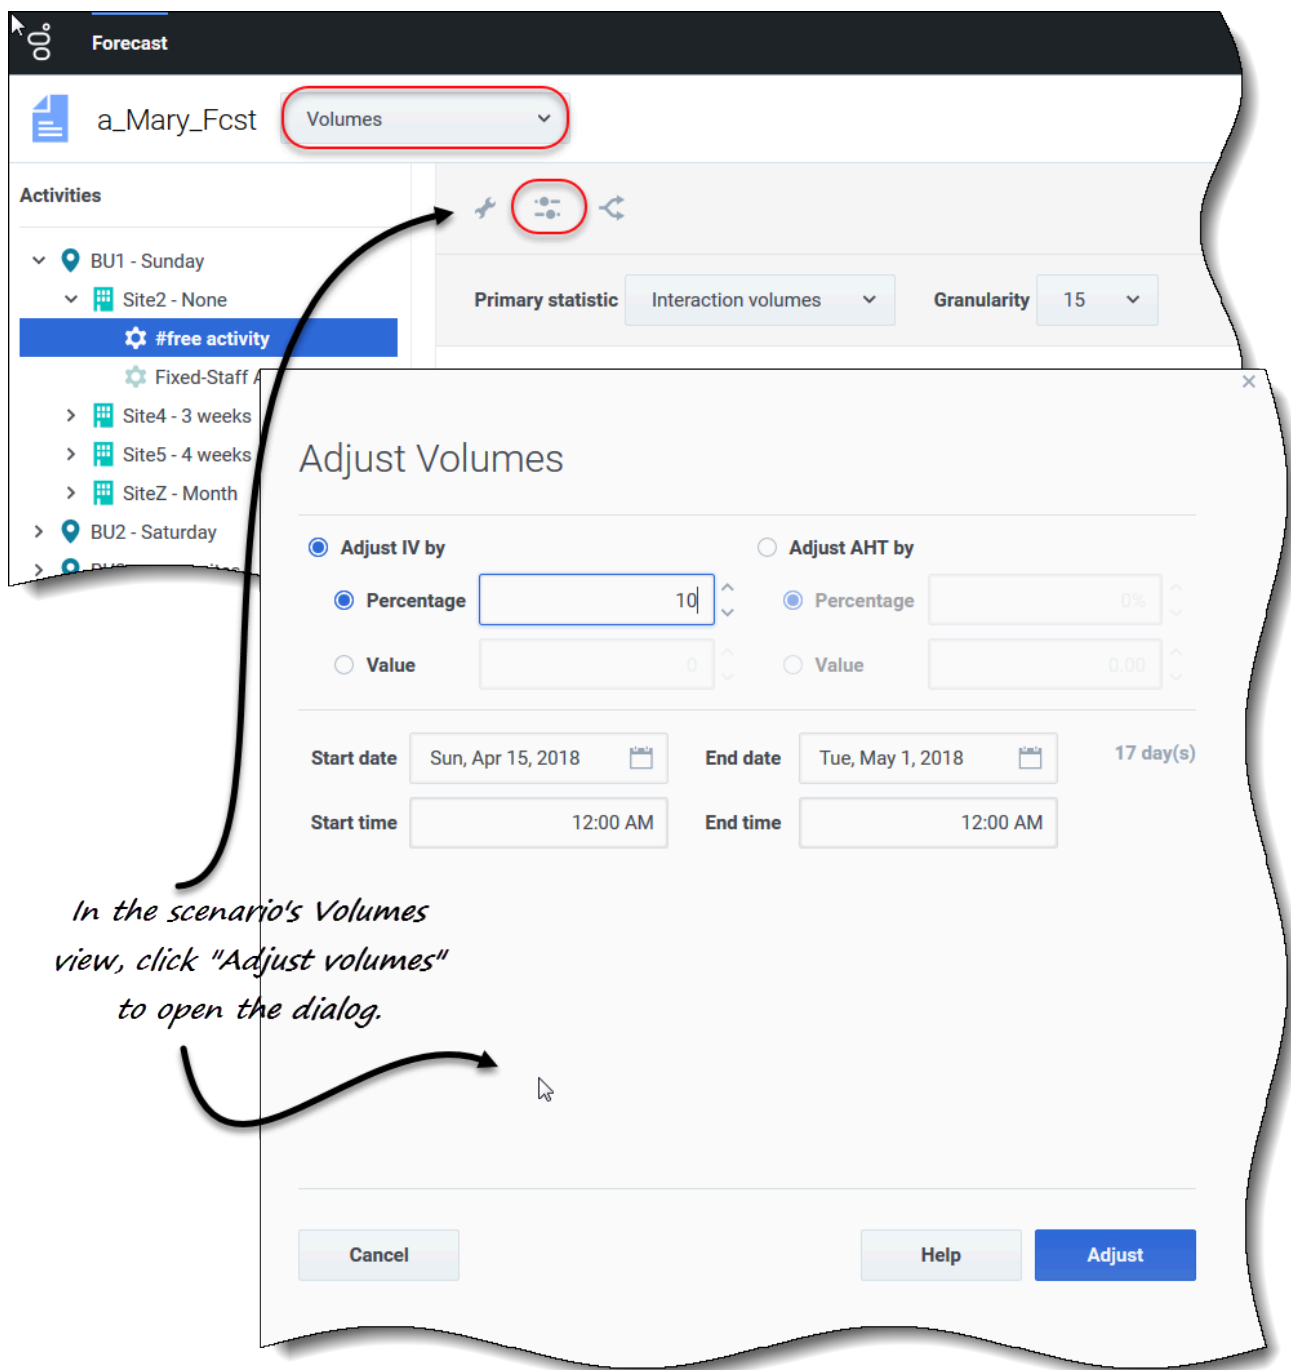 Forecast
a_Mary_Fcst Volumes
Activities
BU1 - Sunday
Site2 - None
Primary statistic Interaction volumes Granularity 15
#free activity
Fixed-Staff
Site4 - 3 weeks
Site5 - 4 weeks
SiteZ - Month
BU2 - Saturday
Adjust Volumes
Adjust IV by Adjust AHT by
Percentage 10 Percentage 0%
Value 0 Value 0.00
Start date Sun, Apr 15, 2018 End date Tue, May 1, 2018 17 day(s)
Start time 12:00 AM End time 12:00 AM
In the scenario's Volumes
view, click "Adjust volumes"
to open the dialog.
Cancel Help Adjust